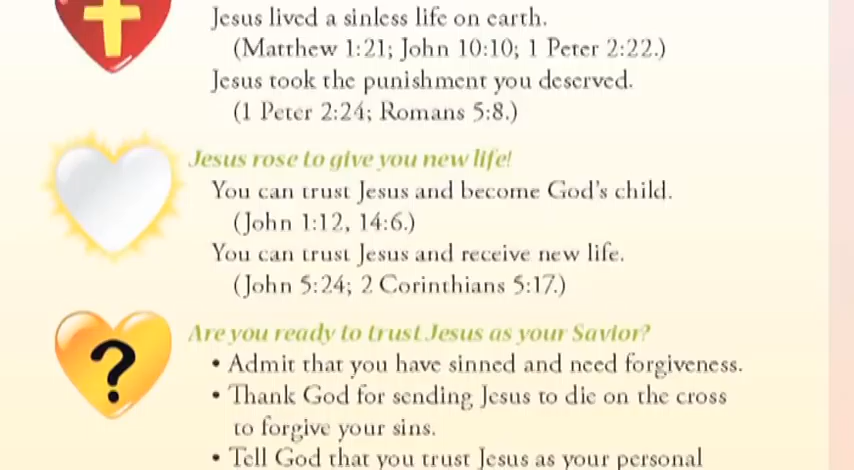 Jesus lived a sinless life on earth.
(Matthew 1:21; John 10:10; 1 Peter 2:22.)
Jesus took the punishment you deserved.
(1 Peter 2:24; Romans 5:8.)
Jesus rose to give you new life!
You can trust Jesus and become God's child.
(John 1:12, 14:6.)
You can trust Jesus and receive new life.
(John 5:24; 2 Corinthians 5:17.)
Are you ready to trust Jesus as your Savior?
?
• Admit that you have sinned and need forgiveness.
• Thank God for sending Jesus to die on the cross
to forgive your sins.
• Tell God that you trust Jesus as your personal